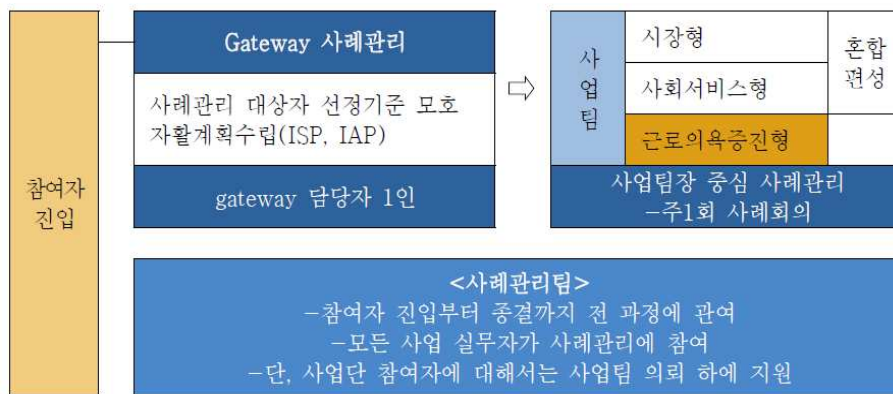 참여자
진입
Gateway 사례관리
사례관리 대상자 선정기준 모호
자활계획수립(ISP, IAP)
gateway 담당자 1인
사
업
팀
시장형
사회서비스형
근로의욕증진형
혼합
편성
사업팀장 중심 사례관리
-주1회 사례회의
<사례관리팀>
-참여자 진입부터 종결까지 전 과정에 관여
-모든 사업 실무자가 사례관리에 참여
-단, 사업단 참여자에 대해서는 사업팀 의뢰 하에 지원